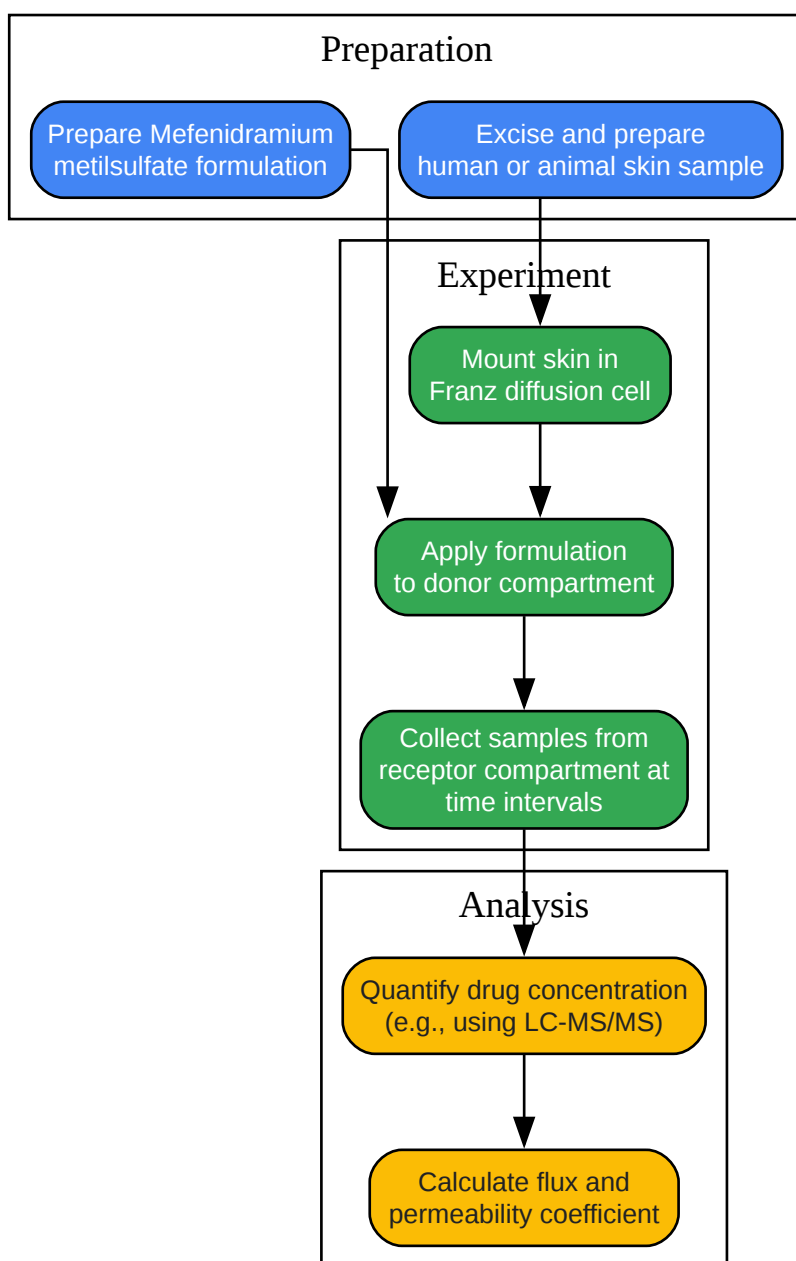 Preparation
Prepare Mefenidramium
metilsulfate formulation
Excise and prepare
human or animal skin sample
Experiment
Mount skin in
Franz diffusion cell
Apply formulation
to donor compartment
Collect samples from
receptor compartment at
time intervals
Analysis
Quantify drug concentration
(e.g., using LC-MS/MS)
Calculate flux and
permeability coefficient